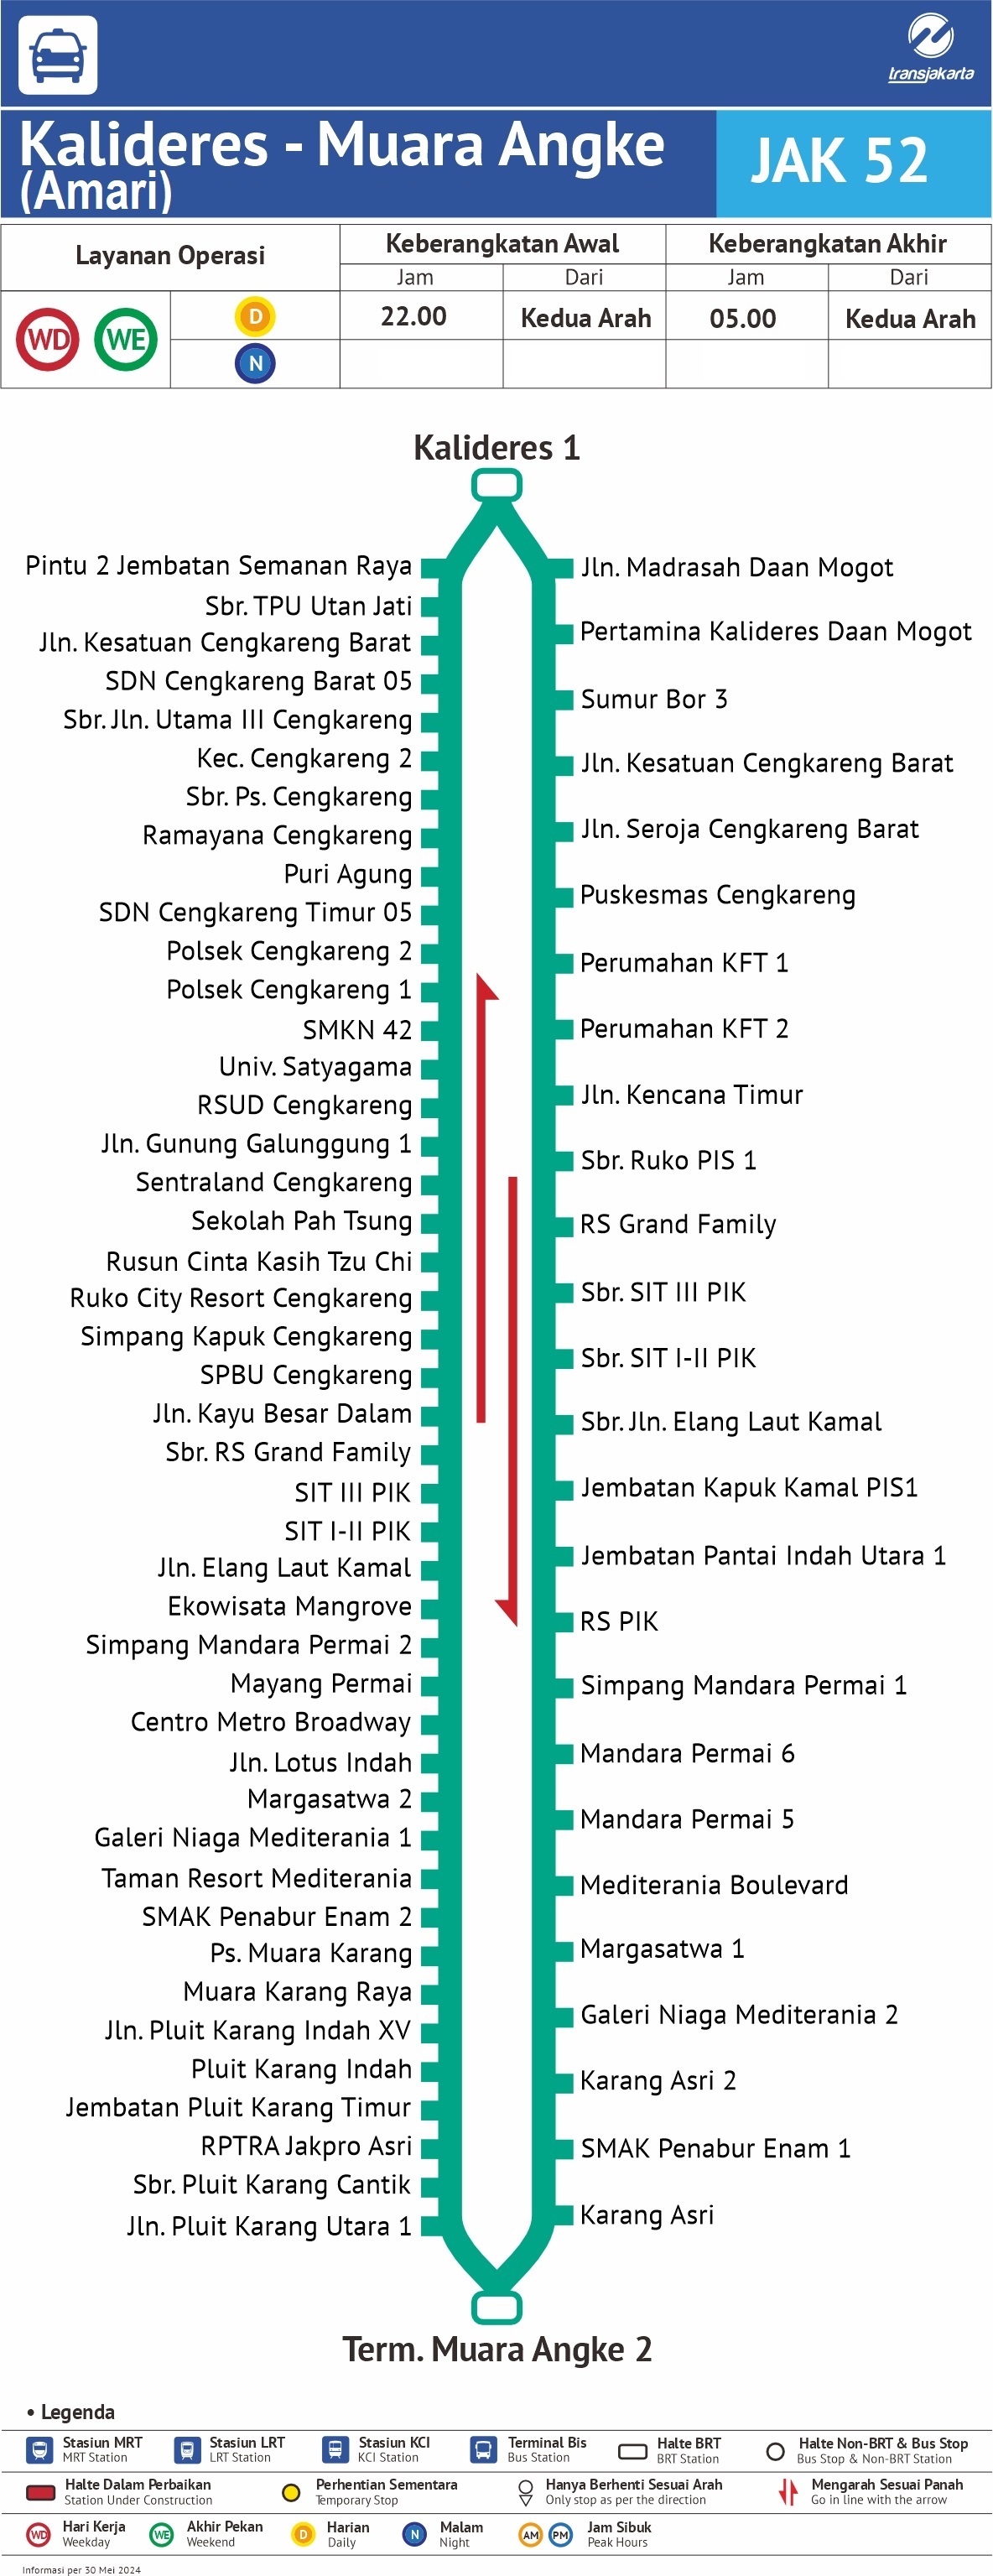 transjakarta
Kalideres - Muara Angke
(Amari)
JAK 52
Layanan Operasi
Keberangkatan Awal
Keberangkatan Akhir
Jam
Dari
Jam
Dari
WD
WE
D
22.00
Kedua Arah
05.00
Kedua Arah
N
Kalideres 1
Pintu 2 Jembatan Semanan Raya
Sbr. TPU Utan Jati
Jln. Kesatuan Cengkareng Barat
SDN Cengkareng Barat 05
Sbr. Jln. Utama III Cengkareng
Kec. Cengkareng 2
Sbr. Ps. Cengkareng
Ramayana Cengkareng
Puri Agung
SDN Cengkareng Timur 05
Polsek Cengkareng 2
Polsek Cengkareng 1
SMKN 42
Univ. Satyagama
RSUD Cengkareng
Jln. Gunung Galunggung 1
Sentraland Cengkareng
Sekolah Pah Tsung
Rusun Cinta Kasih Tzu Chi
Ruko City Resort Cengkareng
Simpang Kapuk Cengkareng
SPBU Cengkareng
Jln. Kayu Besar Dalam
Sbr. RS Grand Family
SIT III PIK
SIT I-II PIK
Jln. Elang Laut Kamal
Ekowisata Mangrove
Simpang Mandara Permai 2
Mayang Permai
Centro Metro Broadway
Jln. Lotus Indah
Margasatwa 2
Galeri Niaga Mediterania 1
Taman Resort Mediterania
SMAK Penabur Enam 2
Ps. Muara Karang
Muara Karang Raya
Jln. Pluit Karang Indah XV
Pluit Karang Indah
Jembatan Pluit Karang Timur
RPTRA Jakpro Asri
Sbr. Pluit Karang Cantik
Jln. Pluit Karang Utara 1
Jln. Madrasah Daan Mogot
Pertamina Kalideres Daan Mogot
Sumur Bor 3
Jln. Kesatuan Cengkareng Barat
Jln. Seroja Cengkareng Barat
Puskesmas Cengkareng
Perumahan KFT 1
Perumahan KFT 2
Jln. Kencana Timur
Sbr. Ruko PIS 1
RS Grand Family
Sbr. SIT III PIK
Sbr. SIT I-II PIK
Sbr. Jln. Elang Laut Kamal
Jembatan Kapuk Kamal PIS1
Jembatan Pantai Indah Utara 1
RS PIK
Simpang Mandara Permai 1
Mandara Permai 6
Mandara Permai 5
Mediterania Boulevard
Margasatwa 1
Galeri Niaga Mediterania 2
Karang Asri 2
SMAK Penabur Enam 1
Karang Asri
Term. Muara Angke 2
• Legenda
Stasiun MRT
MRT Station
Stasiun LRT
LRT Station
Stasiun KCI
KCI Station
Terminal Bis
Bus Station
Halte BRT
BRT Station
Halte Non-BRT & Bus Stop
Bus Stop & Non-BRT Station
Halte Dalam Perbaikan
Station Under Construction
Perhentian Sementara
Temporary Stop
Hanya Berhenti Sesuai Arah
Only stop as per the direction
Mengarah Sesuai Panah
Go in line with the arrow
WD
Hari Kerja
Weekday
WE
Akhir Pekan
Weekend
D
Harian
Daily
N
Malam
Night
AM
PM
Jam Sibuk
Peak Hours
Informasi per 30 Mei 2024